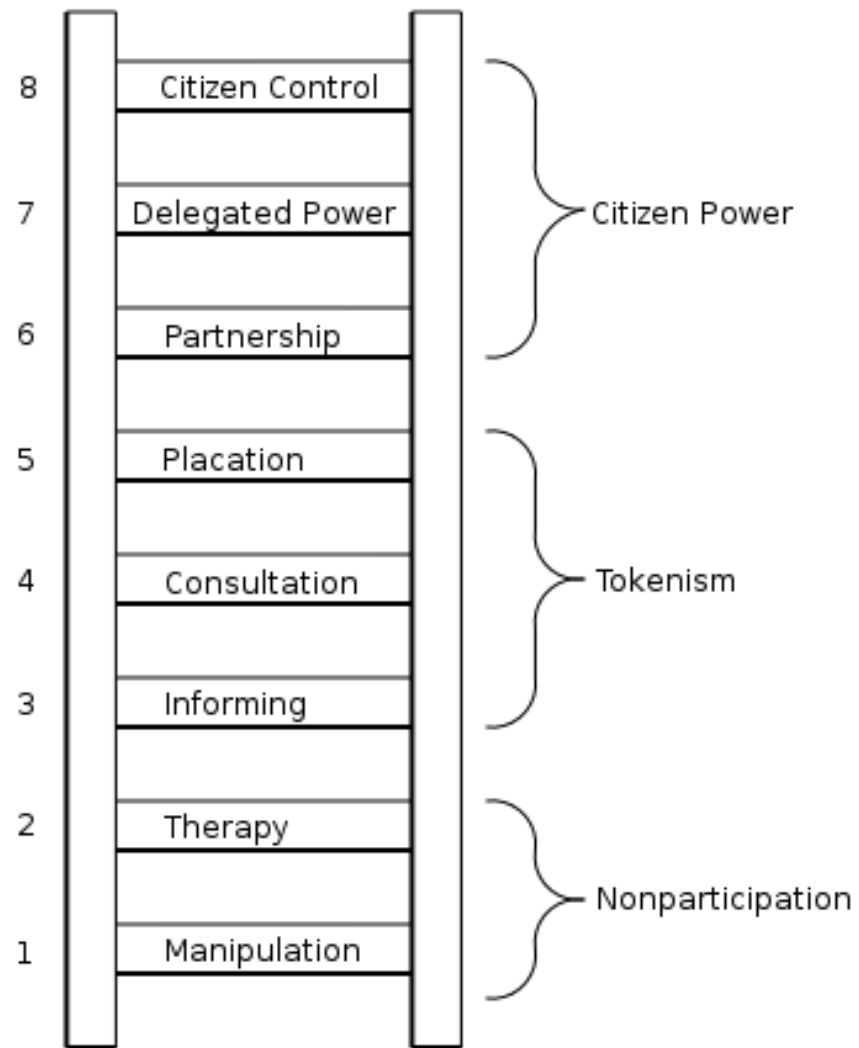 8 Citizen Control
7 Delegated Power Citizen Power
6 Partnership
5 Placation
4 Consultation Tokenism
3 Informing
2 Therapy
Nonparticipation
1 Manipulation